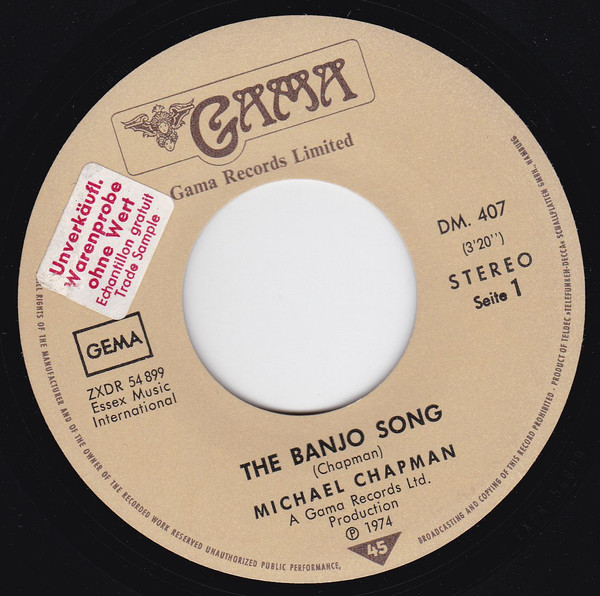 GAMA
Gama Records Limited
Unverkäufl.
Warenprobe
ohne Wert
Echantillon gratuit
Trade Sample
DM. 407
(3'20'')
STEREO
Seite 1
GEMA
ZXDR 54 899
Essex Music
International
THE BANJO SONG
(Chapman)
MICHAEL CHAPMAN
A Gama Records Ltd.
Production
℗ 1974
45
ALL RIGHTS OF THE MANUFACTURER AND OF THE OWNER OF THE RECORDED WORK RESERVED UNAUTHORIZED PUBLIC PERFORMANCE, BROADCASTING AND COPYING OF THIS RECORD PROHIBITED · PRODUCT OF TELDEC »TELEFUNKEN-DECCA« SCHALLPLATTEN GMBH, HAMBURG